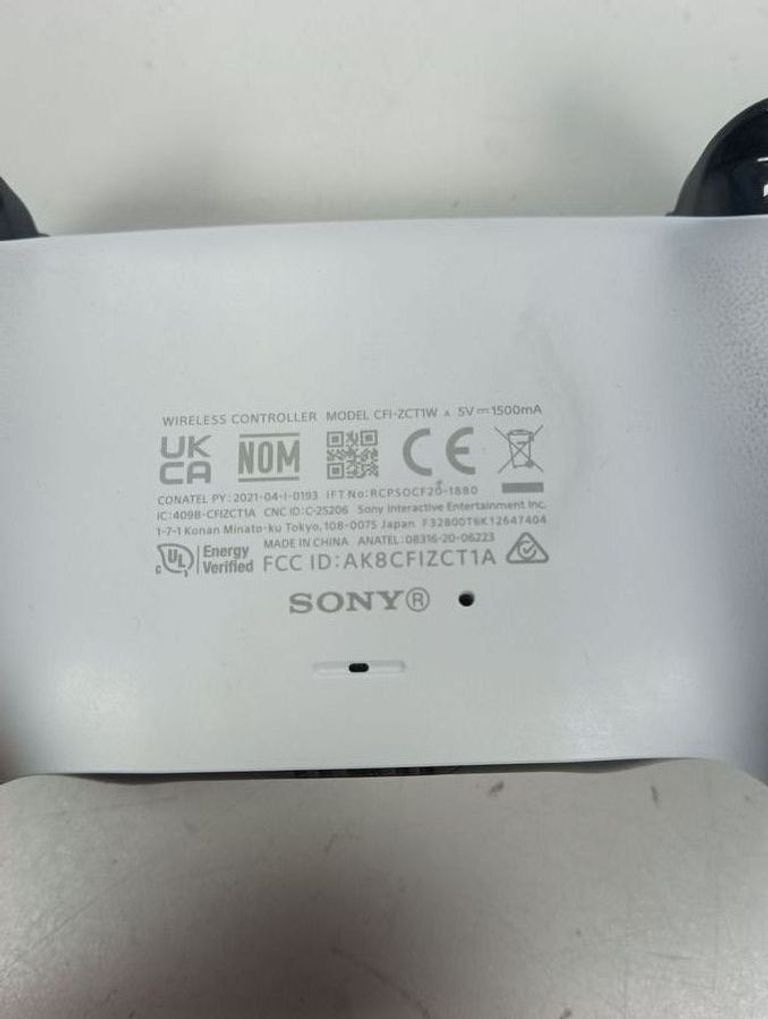 WIRELESS CONTROLLER MODEL CFI-ZCT1W A 5V⎓1500mA
UK CA NOM CE
CONATEL PY: 2021-04-I-0193 IFT No: RCPSOCF20-1880
IC:409B-CFIZCT1A CNC ID:C-25206 Sony Interactive Entertainment Inc.
1-7-1 Konan Minato-ku Tokyo, 108-0075 Japan F32800T6K12647404
MADE IN CHINA ANATEL: 08316-20-06223
c UL Energy Verified FCC ID:AK8CFIZCT1A
SONY®